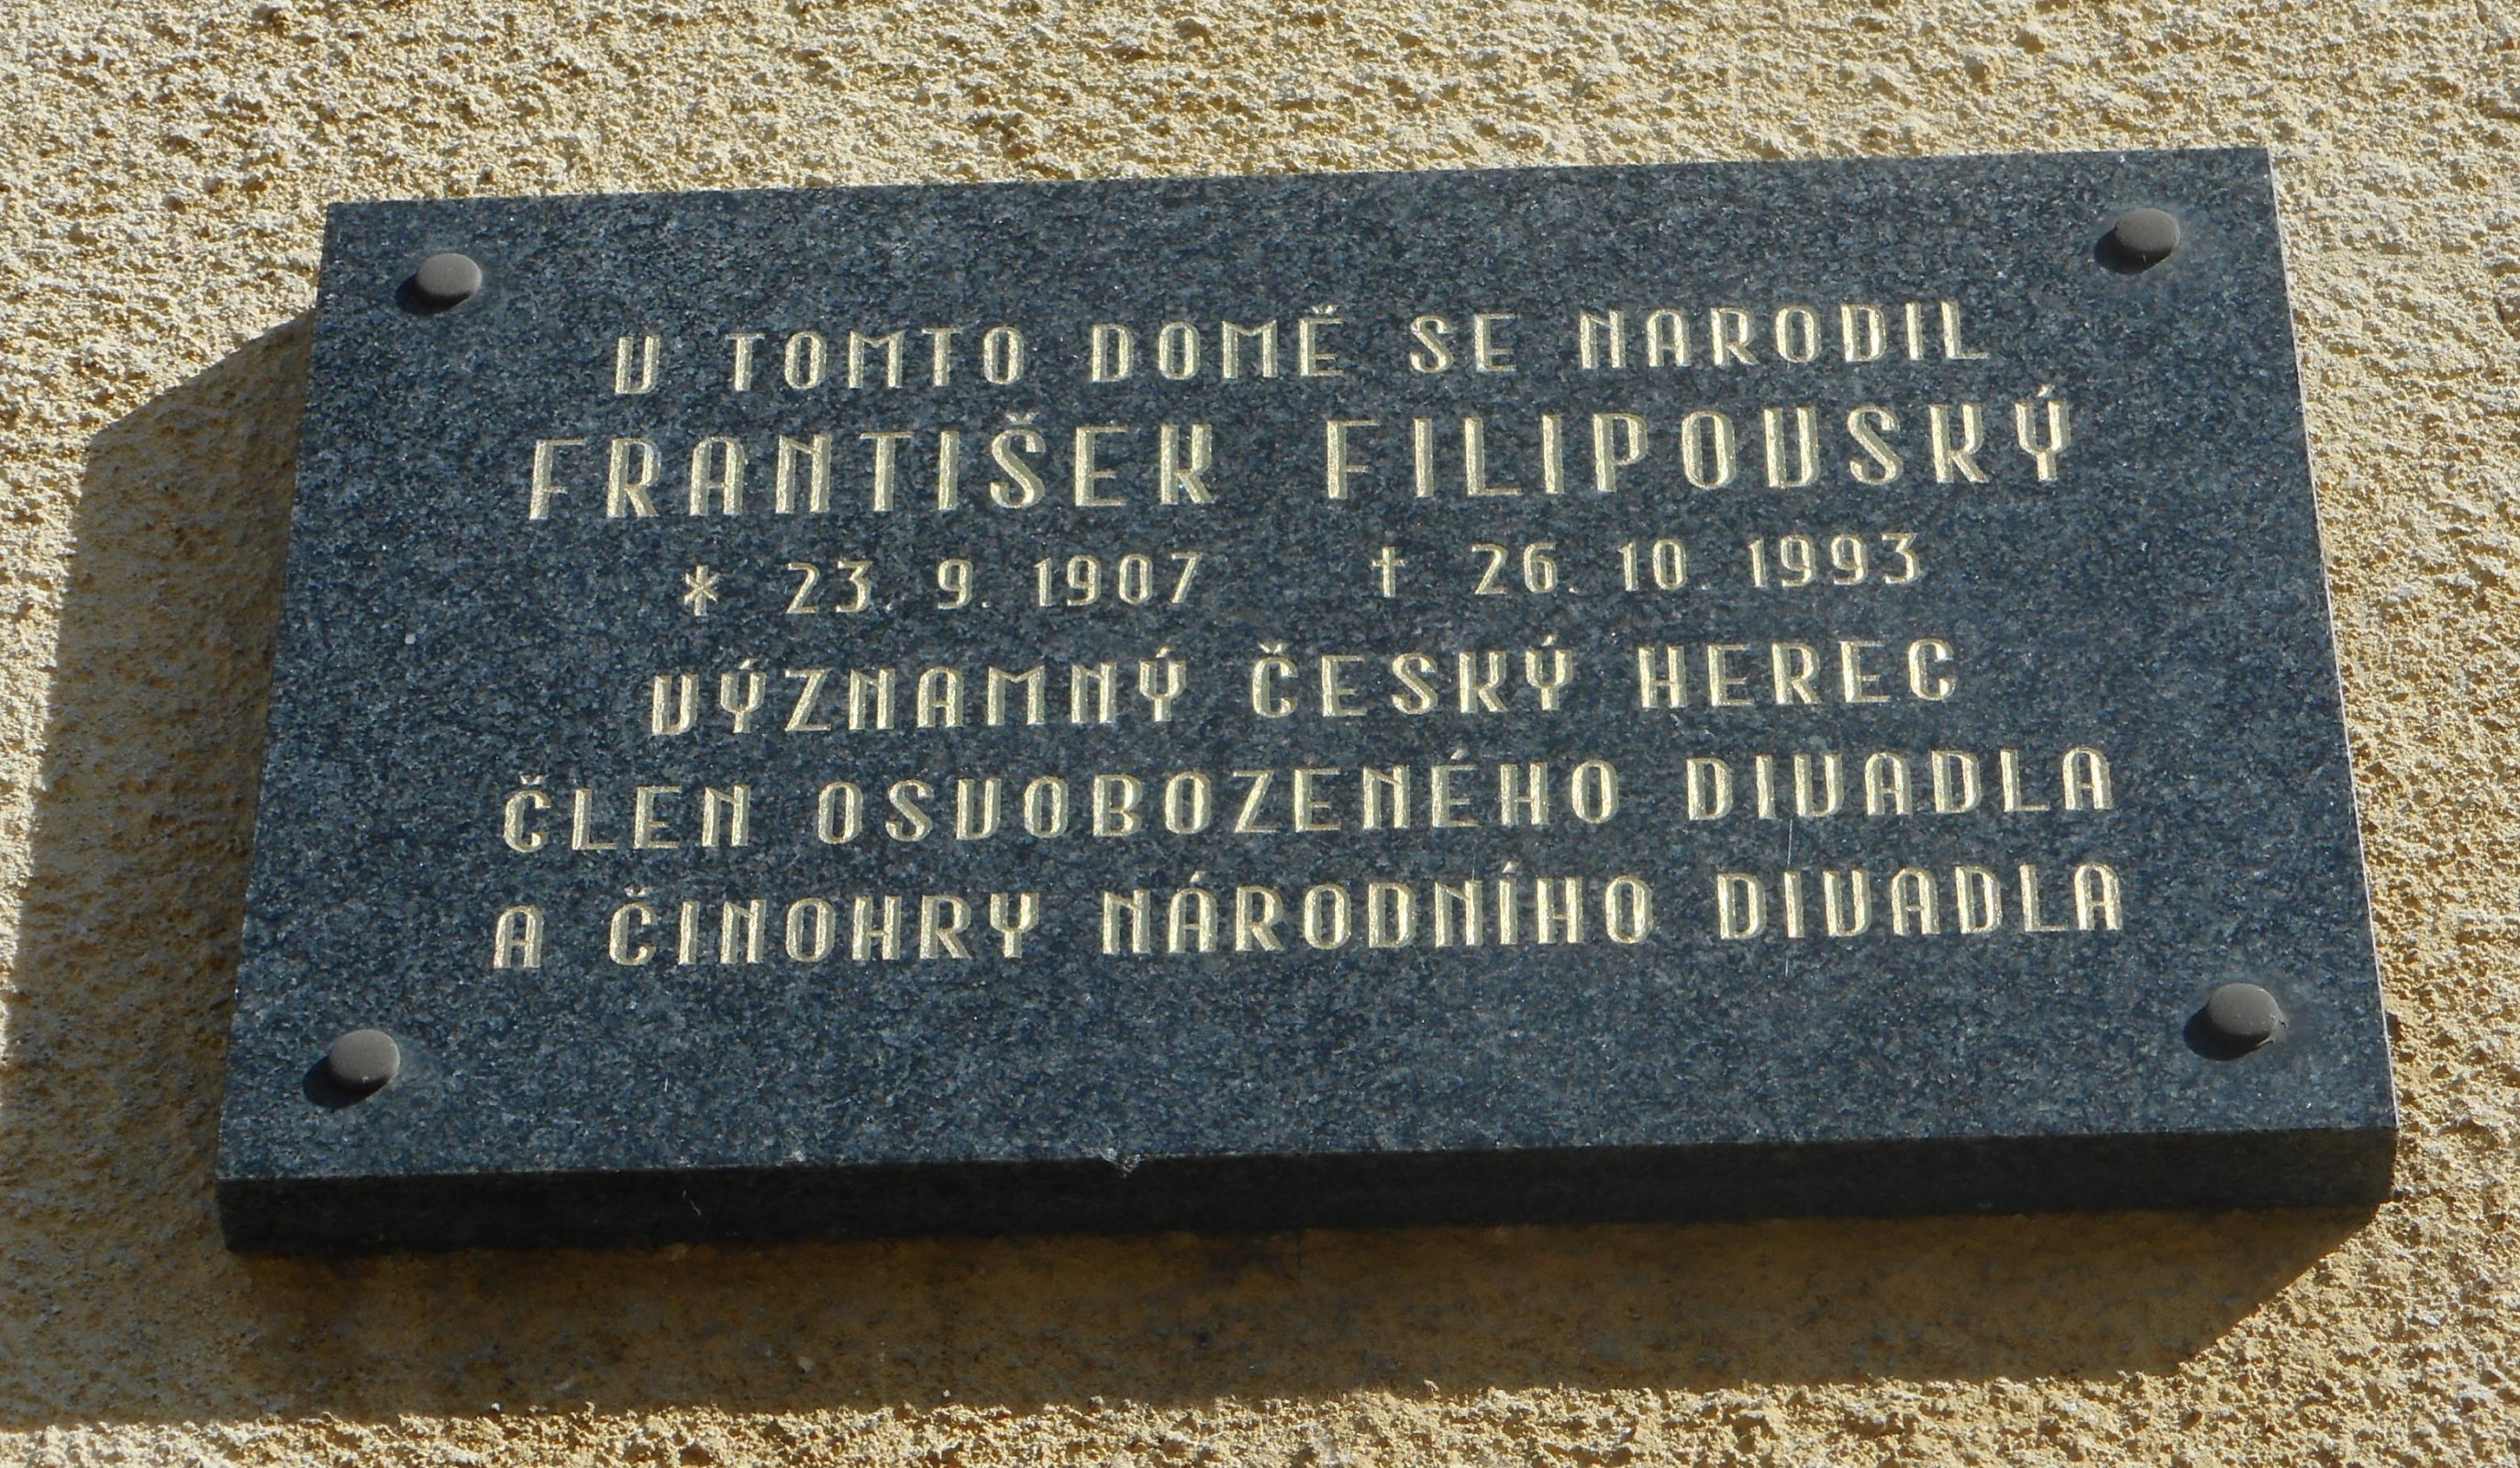 V TOMTO DOMĚ SE NARODIL
FRANTIŠEK FILIPOVSKÝ
* 23. 9. 1907 † 26. 10. 1993
VÝZNAMNÝ ČESKÝ HEREC
ČLEN OSVOBOZENÉHO DIVADLA
A ČINOHRY NÁRODNÍHO DIVADLA